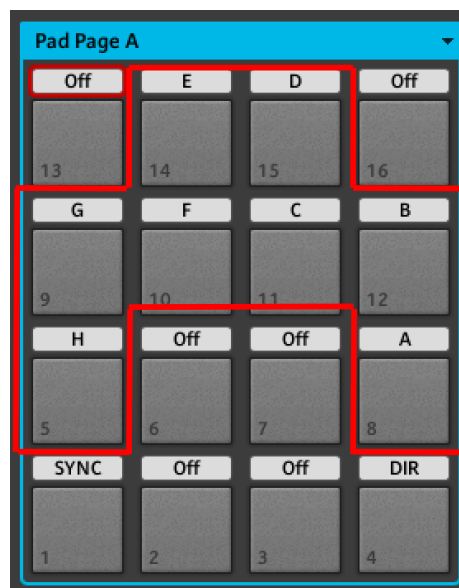 Pad Page A
Off E D Off
13 14 15 16
G F C B
9 10 11 12
H Off Off A
5 6 7 8
SYNC Off Off DIR
1 2 3 4